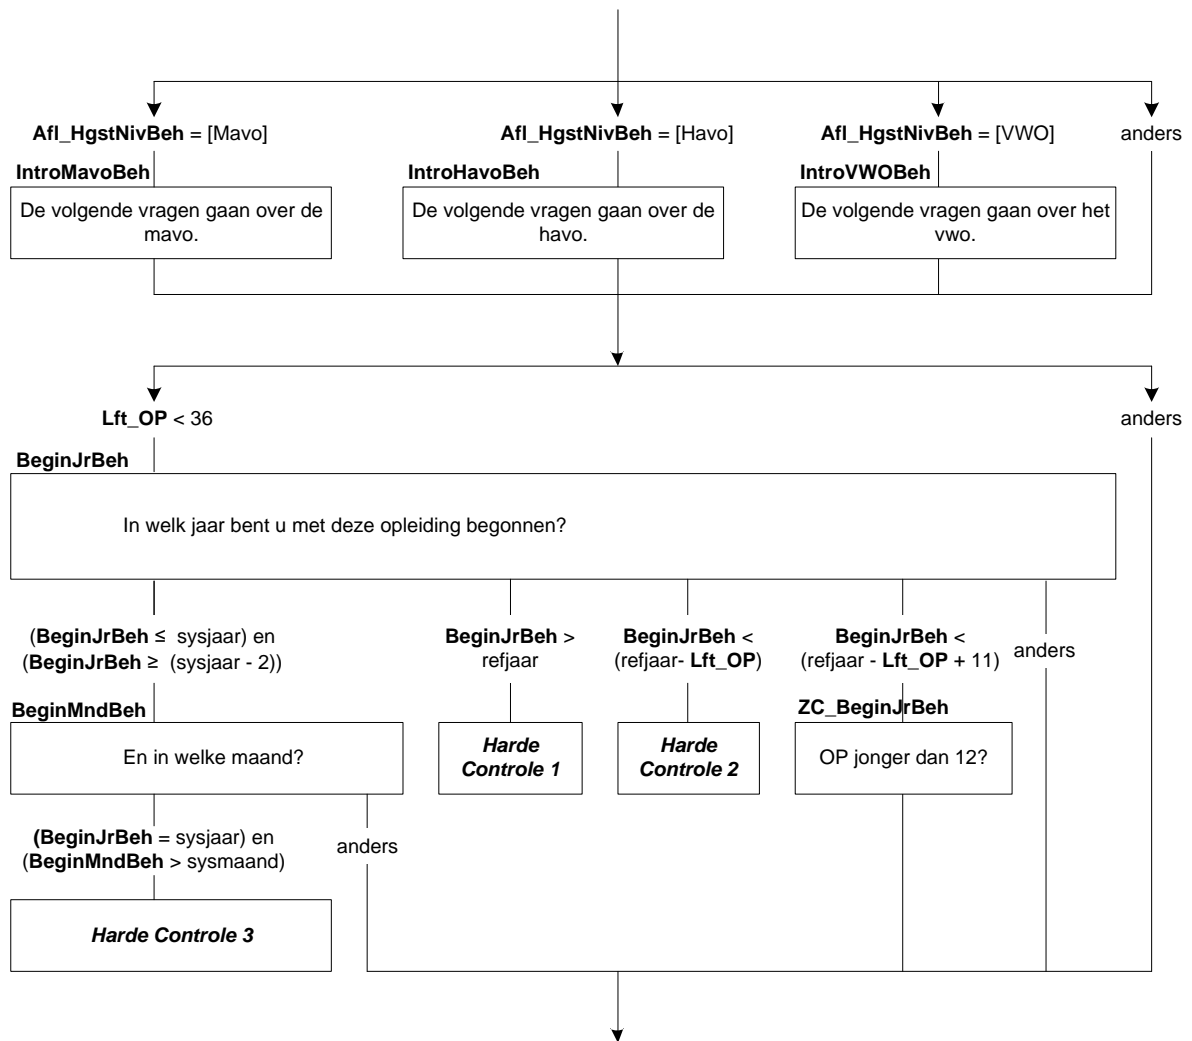 Afl_HgstNivBeh = [Mavo]
Afl_HgstNivBeh = [Havo]
Afl_HgstNivBeh = [VWO]
anders
IntroMavoBeh
IntroHavoBeh
IntroVWOBeh
De volgende vragen gaan over de
mavo.
De volgende vragen gaan over de
havo.
De volgende vragen gaan over het
vwo.
Lft_OP < 36
anders
BeginJrBeh
In welk jaar bent u met deze opleiding begonnen?
(BeginJrBeh ≤ sysjaar) en
(BeginJrBeh ≥ (sysjaar - 2))
BeginJrBeh >
refjaar
BeginJrBeh <
(refjaar- Lft_OP)
BeginJrBeh <
(refjaar - Lft_OP + 11)
anders
BeginMndBeh
ZC_BeginJrBeh
En in welke maand?
Harde
Controle 1
Harde
Controle 2
OP jonger dan 12?
(BeginJrBeh = sysjaar) en
(BeginMndBeh > sysmaand)
anders
Harde Controle 3